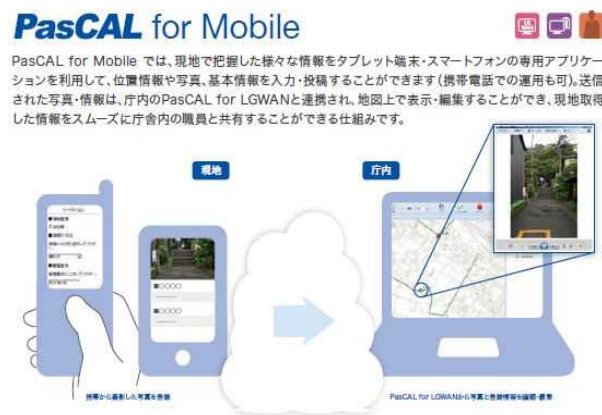 PasCAL for Mobile
PasCAL for Mobile では、現地で把握した様々な情報をタブレット端末・スマートフォンの専用アプリケー
ションを利用して、位置情報や写真、基本情報を入力・投稿することができます(携帯電話での運用も可)。送信
された写真・情報は、庁内のPasCAL for LGWANと連携され、地図上で表示・編集することができ、現地取得
した情報をスムーズに庁舎内の職員と共有することができる仕組みです。
現地
庁内
■○○○○
■○○○○
携帯から撮影した写真を登録
PasCAL for LGWANから写真と登録情報を確認・